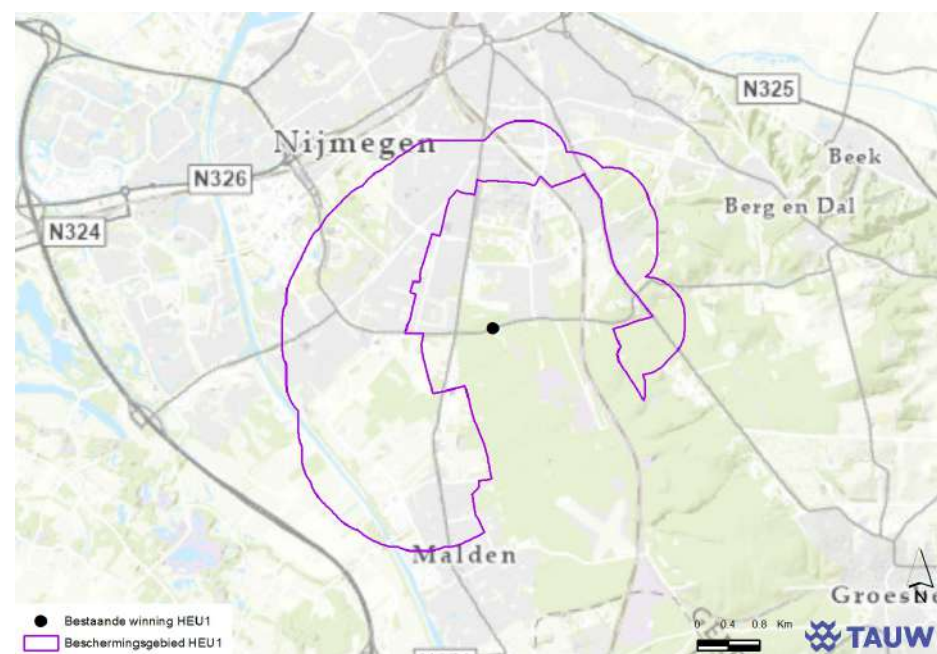 N325
Nijmegen
Beek
N326
Berg en Dal
N324
Malden
Bestaande winning HEU1
Beschermingsgebied HEU1
0 0.4 0.8 Km
N
TAUW